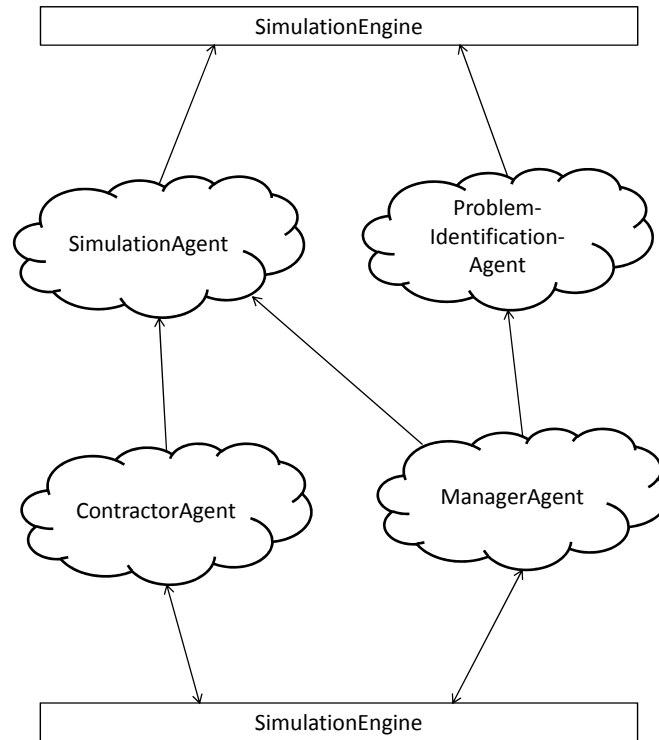 SimulationEngine
SimulationAgent
Problem-
Identification-
Agent
ContractorAgent
ManagerAgent
SimulationEngine